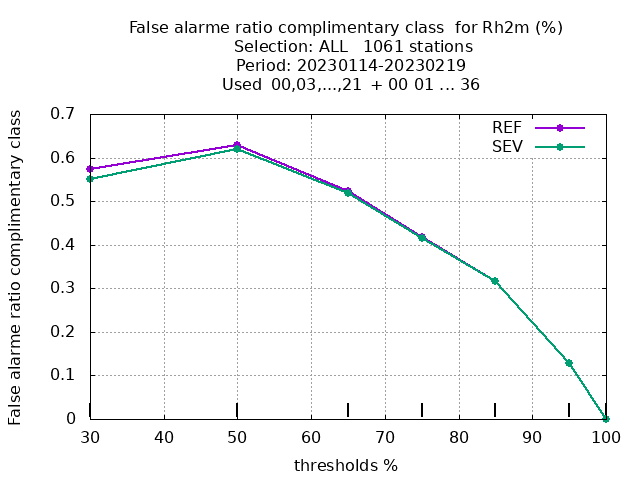 False alarme ratio complimentary class  for Rh2m (%)
Selection: ALL   1061 stations
Period: 20230114-20230219
Used  00,03,...,21  + 00 01 ... 36
False alarme ratio complimentary class
0.7
0.6
0.5
0.4
0.3
0.2
0.1
0
REF
SEV
30 40 50 60 70 80 90 100
thresholds %